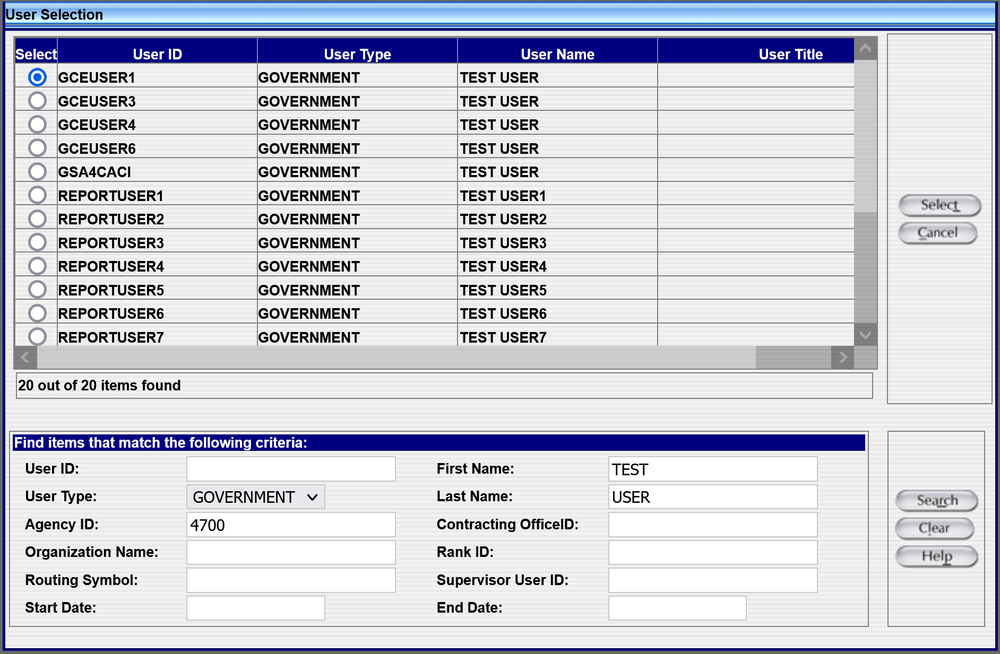 User Selection
Select User ID User Type User Name User Title
GCEUSER1 GOVERNMENT TEST USER
GCEUSER3 GOVERNMENT TEST USER
GCEUSER4 GOVERNMENT TEST USER
GCEUSER6 GOVERNMENT TEST USER
GSA4CACI GOVERNMENT TEST USER
REPORTUSER1 GOVERNMENT TEST USER1
REPORTUSER2 GOVERNMENT TEST USER2
REPORTUSER3 GOVERNMENT TEST USER3
REPORTUSER4 GOVERNMENT TEST USER4
REPORTUSER5 GOVERNMENT TEST USER5
REPORTUSER6 GOVERNMENT TEST USER6
REPORTUSER7 GOVERNMENT TEST USER7
20 out of 20 items found
Select
Cancel
Find items that match the following criteria:
User ID: First Name: TEST
User Type: GOVERNMENT Last Name: USER
Agency ID: 4700 Contracting OfficeID:
Organization Name: Rank ID:
Routing Symbol: Supervisor User ID:
Start Date: End Date:
Search
Clear
Help